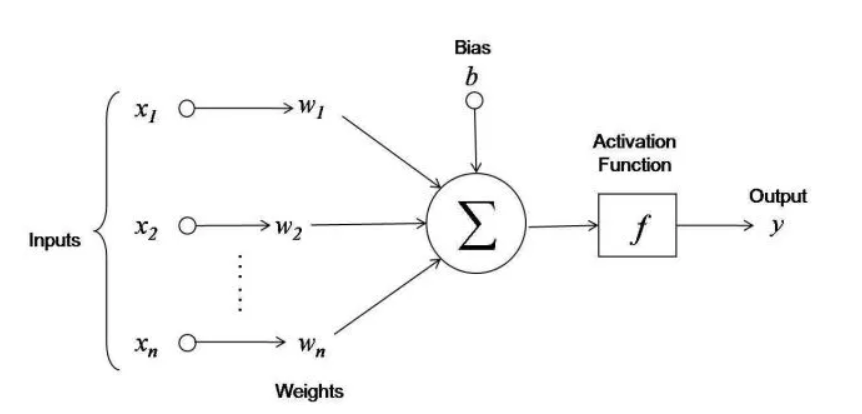 Bias
b
x1 w1
Activation
Function
Output
Σ
f
y
x2 w2
Inputs
xn wn
Weights